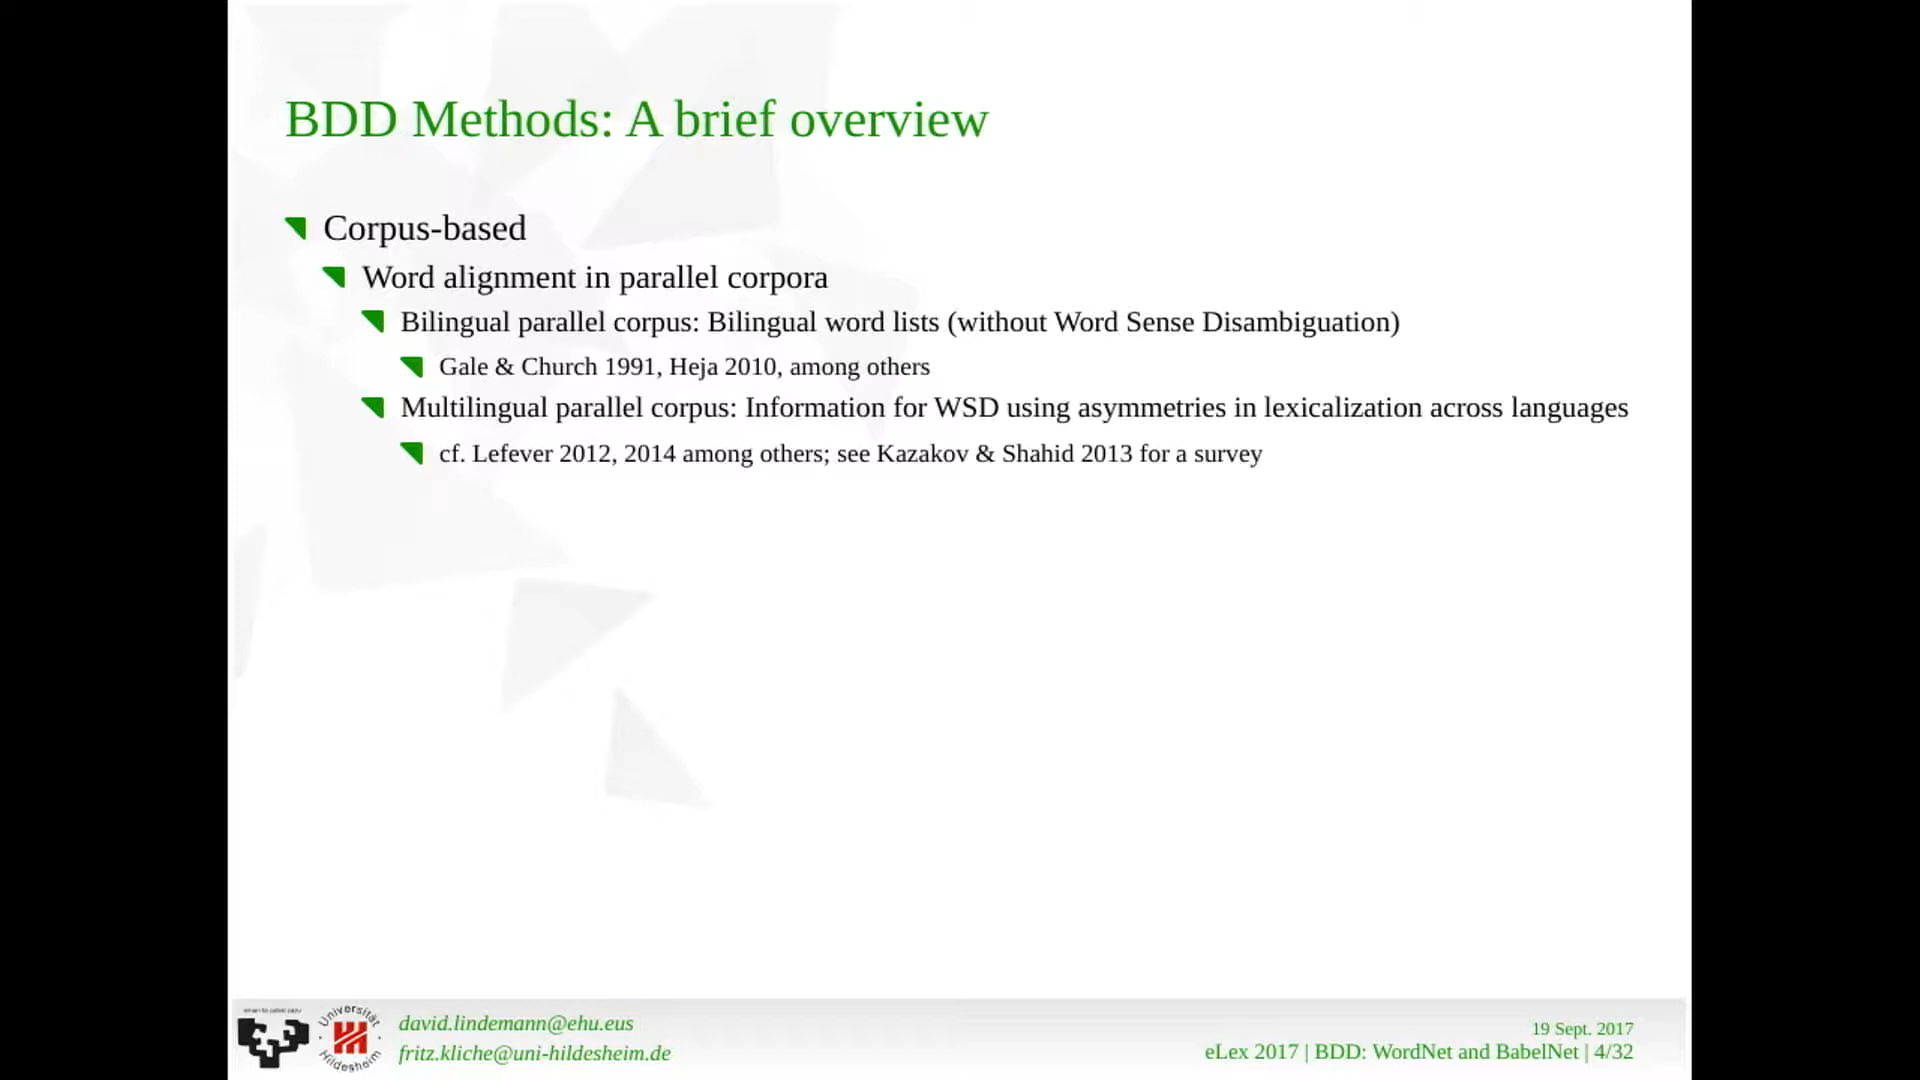 BDD Methods: A brief overview
Corpus-based
Word alignment in parallel corpora
Bilingual parallel corpus: Bilingual word lists (without Word Sense Disambiguation)
Gale & Church 1991, Heja 2010, among others
Multilingual parallel corpus: Information for WSD using asymmetries in lexicalization across languages
cf. Lefever 2012, 2014 among others; see Kazakov & Shahid 2013 for a survey
Universität
Hildesheim
david.lindemann@ehu.eus
fritz.kliche@uni-hildesheim.de
19 Sept. 2017
eLex 2017 | BDD: WordNet and BabelNet | 4/32